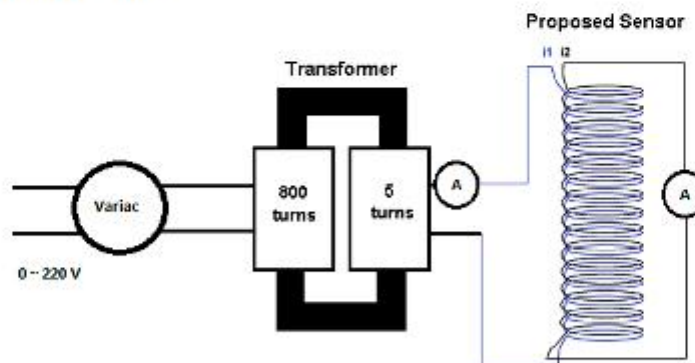 Proposed Sensor
i1 i2
Transformer
800
turns
5
turns
A
A
Variac
0 ~ 220 V